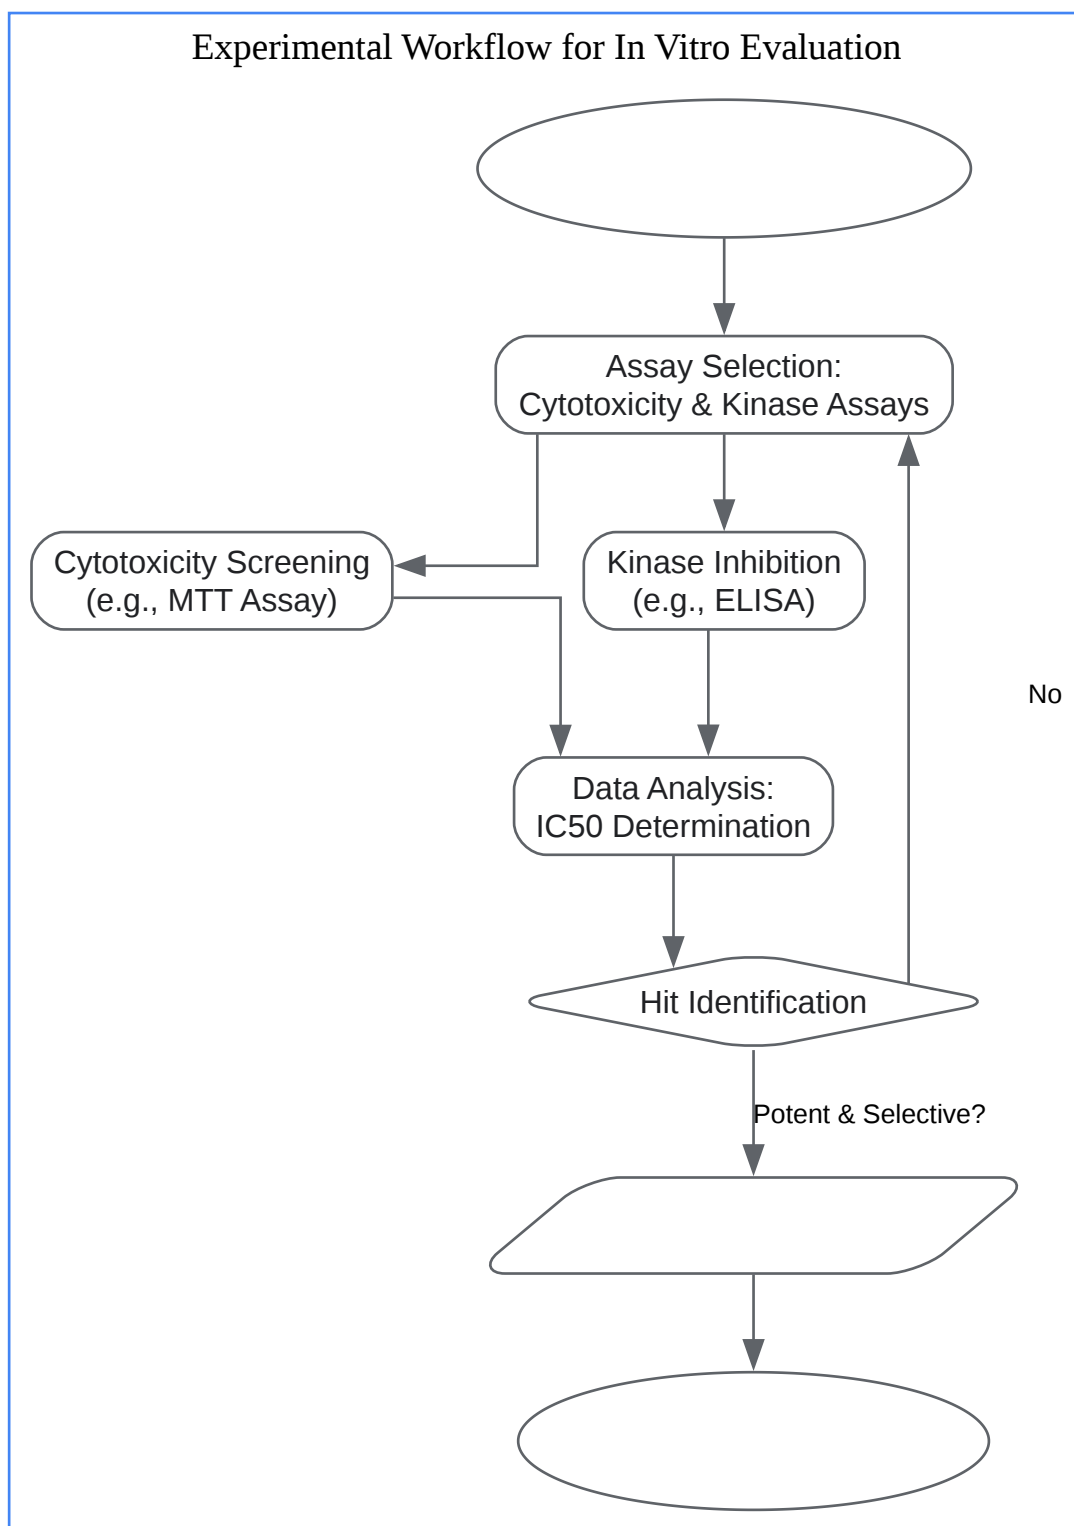 Experimental Workflow for In Vitro Evaluation
Assay Selection:
Cytotoxicity & Kinase Assays
Cytotoxicity Screening
(e.g., MTT Assay)
Kinase Inhibition
(e.g., ELISA)
No
Data Analysis:
IC50 Determination
Hit Identification
Potent & Selective?